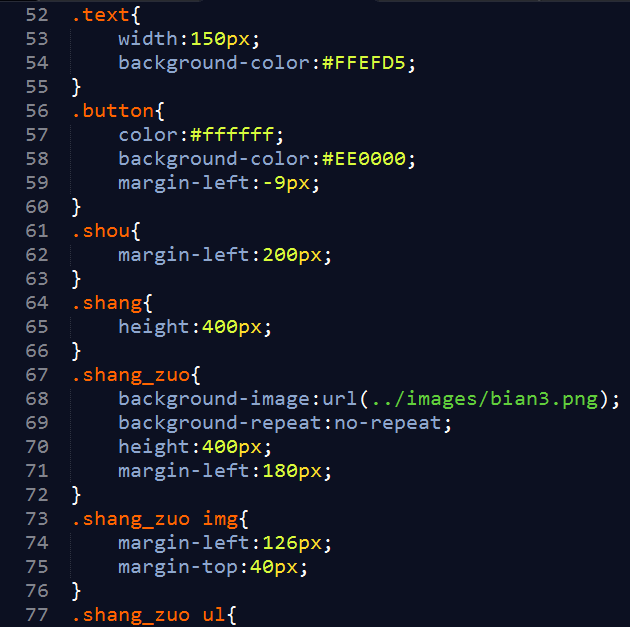 52 .text{
53     width:150px;
54     background-color:#FFEFD5;
55 }
56 .button{
57     color:#ffffff;
58     background-color:#EE0000;
59     margin-left:-9px;
60 }
61 .shou{
62     margin-left:200px;
63 }
64 .shang{
65     height:400px;
66 }
67 .shang_zuo{
68     background-image:url(../images/bian3.png);
69     background-repeat:no-repeat;
70     height:400px;
71     margin-left:180px;
72 }
73 .shang_zuo img{
74     margin-left:126px;
75     margin-top:40px;
76 }
77 .shang_zuo ul{